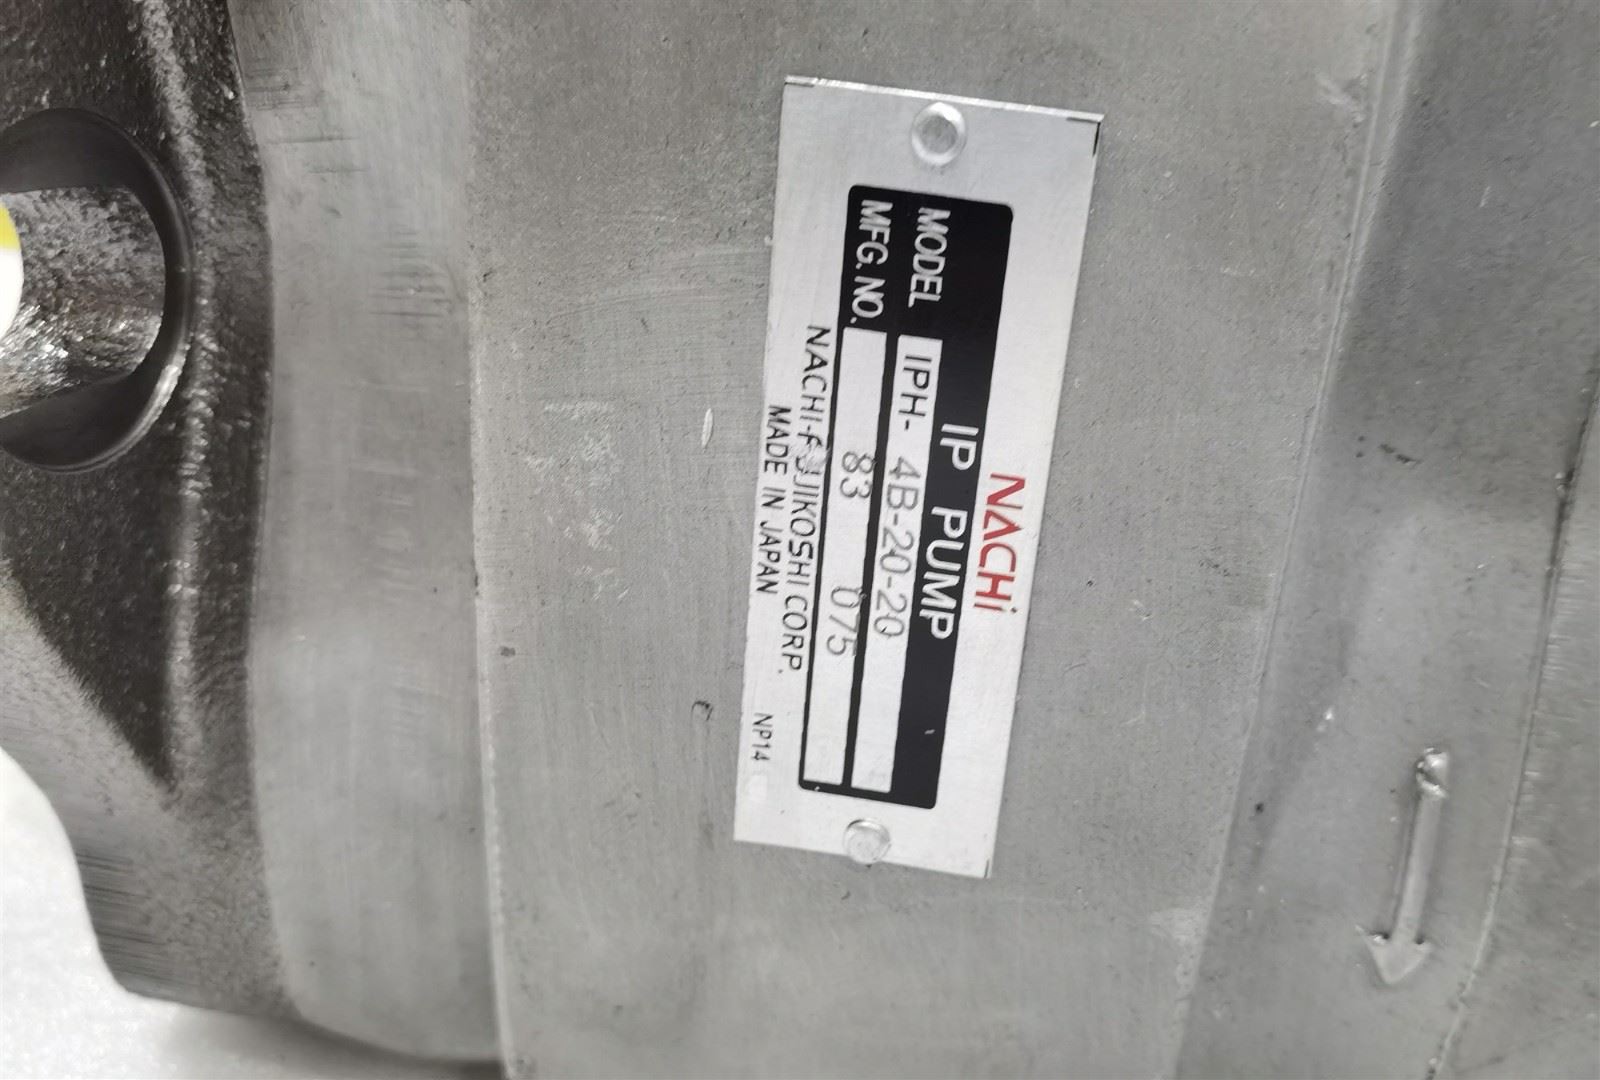 NACHi
IP PUMP
MODEL IPH- 4B-20-20
MFG. NO. 83 075
NACHI-FUJIKOSHI CORP.
MADE IN JAPAN NP14